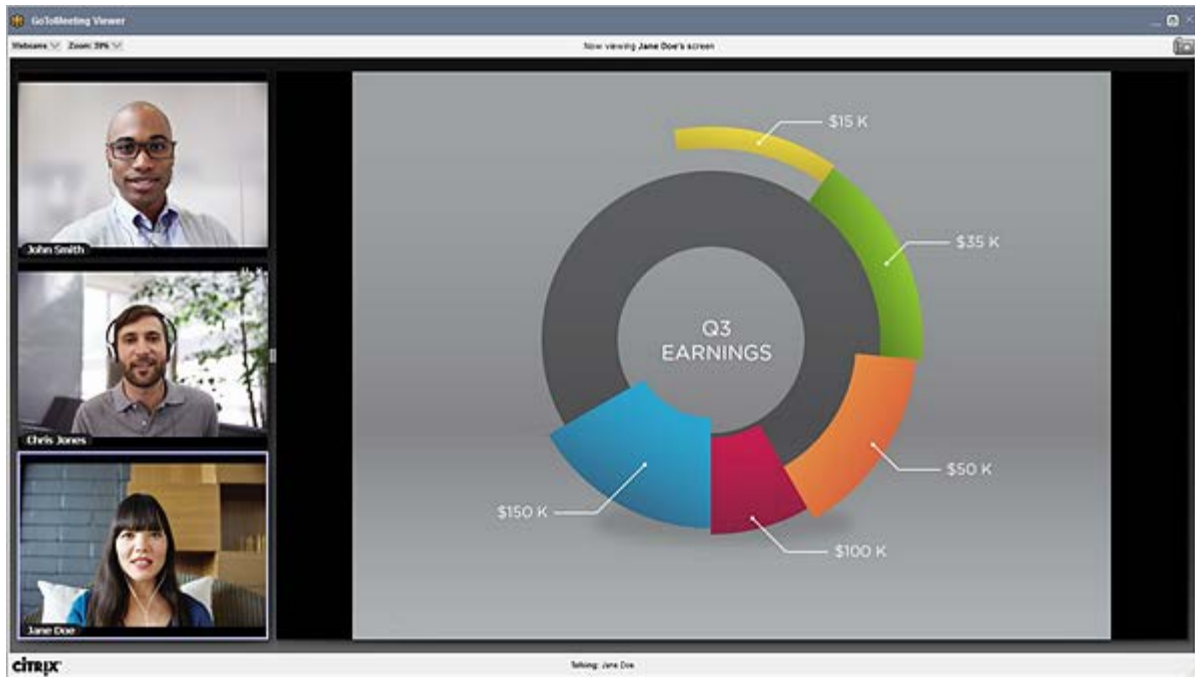 GoToMeeting Viewer
Webcams Zoom: 39%
Now viewing Jane Doe's screen
John Smith
Chris Jones
Jane Doe
$15 K
$35 K
Q3
EARNINGS
$50 K
$150 K
$100 K
CITRIX
Talking: Jane Doe